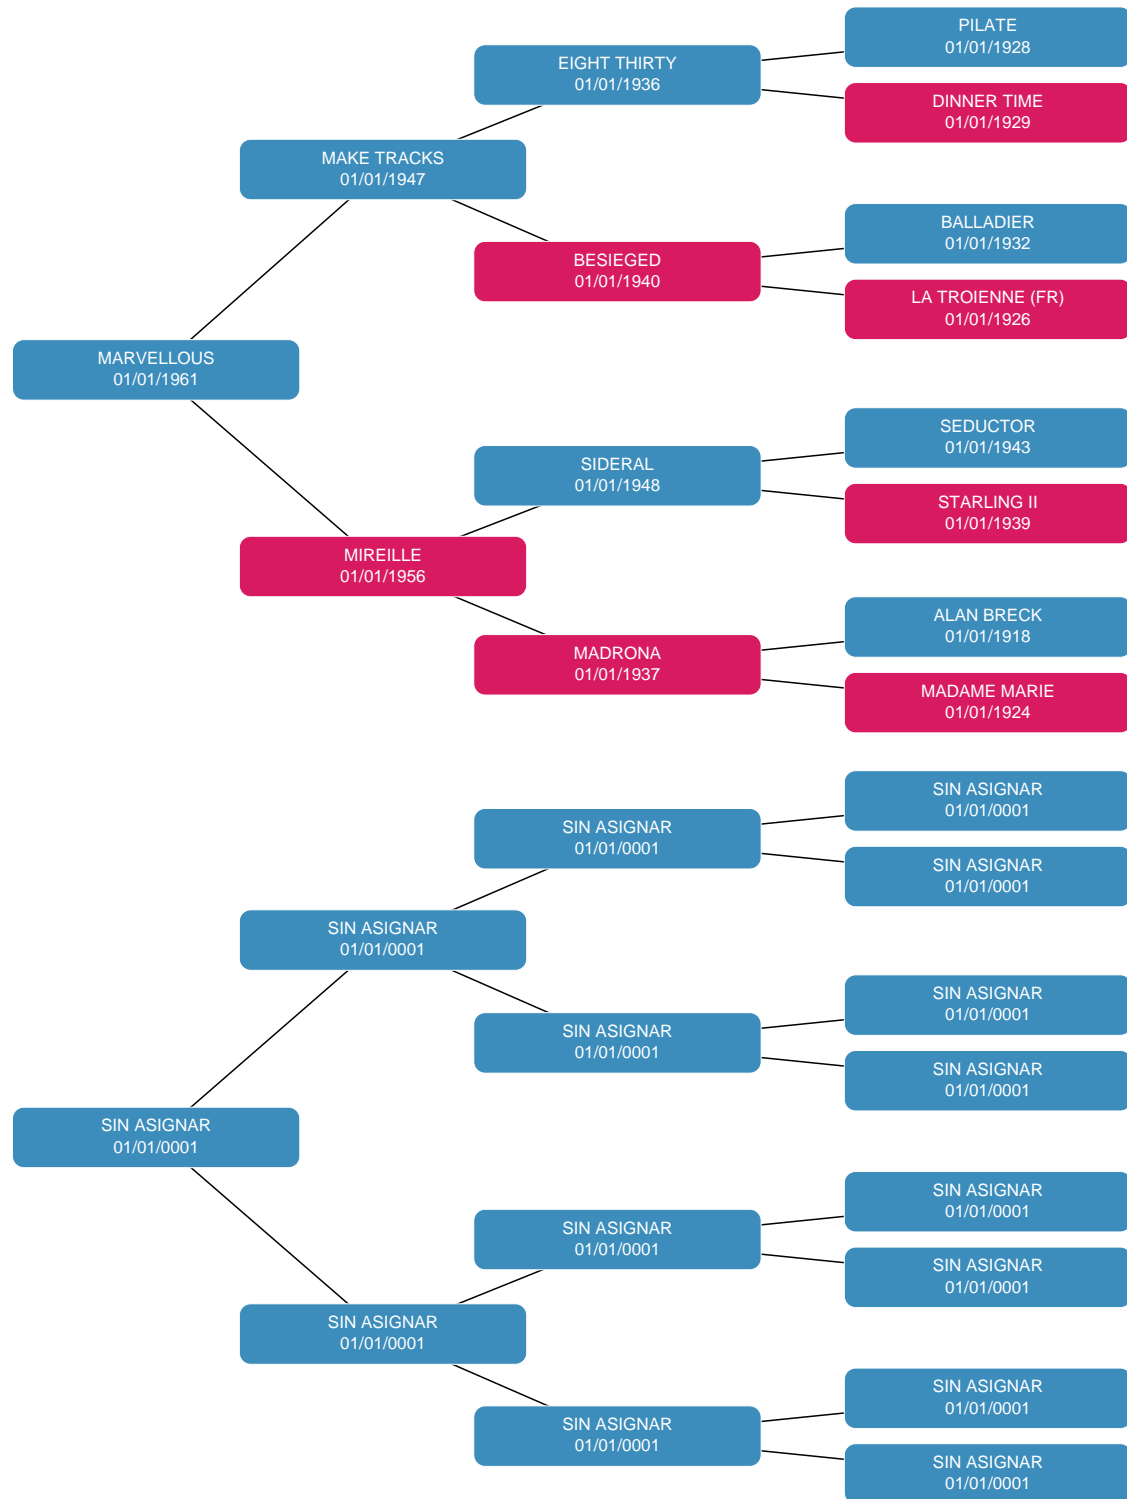 PILATE
01/01/1928
EIGHT THIRTY
01/01/1936
DINNER TIME
01/01/1929
MAKE TRACKS
01/01/1947
BALLADIER
01/01/1932
BESIEGED
01/01/1940
LA TROIENNE (FR)
01/01/1926
MARVELLOUS
01/01/1961
SEDUCTOR
01/01/1943
SIDERAL
01/01/1948
STARLING II
01/01/1939
MIREILLE
01/01/1956
ALAN BRECK
01/01/1918
MADRONA
01/01/1937
MADAME MARIE
01/01/1924
SIN ASIGNAR
01/01/0001
SIN ASIGNAR
01/01/0001
SIN ASIGNAR
01/01/0001
SIN ASIGNAR
01/01/0001
SIN ASIGNAR
01/01/0001
SIN ASIGNAR
01/01/0001
SIN ASIGNAR
01/01/0001
SIN ASIGNAR
01/01/0001
SIN ASIGNAR
01/01/0001
SIN ASIGNAR
01/01/0001
SIN ASIGNAR
01/01/0001
SIN ASIGNAR
01/01/0001
SIN ASIGNAR
01/01/0001
SIN ASIGNAR
01/01/0001
SIN ASIGNAR
01/01/0001